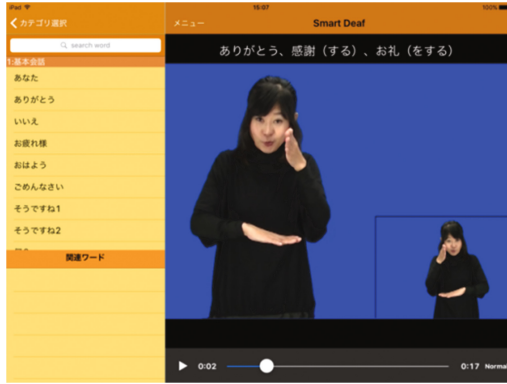 iPad
15:07
100%
カテゴリ選択
メニュー
Smart Deaf
search word
1:基本会話
あなた
ありがとう
いいえ
お疲れ様
おはよう
ごめんなさい
そうですね1
そうですね2
関連ワード
ありがとう、感謝（する）、お礼（をする）
0:02
0:17
Norma